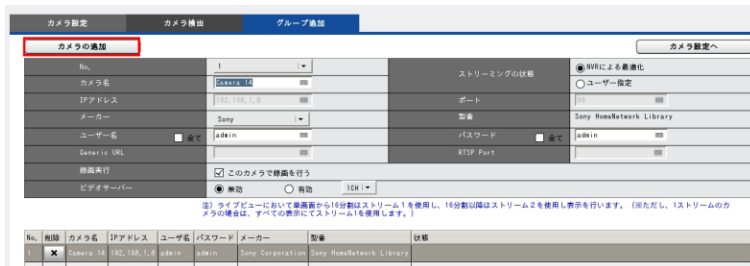 カメラ設定 カメラ検出 グループ追加
カメラの追加 カメラ設定へ
No. 1 ストリーミングの状態 NVRによる最適化
カメラ名 Camera 14 ユーザー指定
IPアドレス 192.168.1.8 ポート 80
メーカー Sony 型番 Sony HomeNetwork Library
ユーザー名 全て admin パスワード 全て admin
Generic URL RTSP Port
録画実行 このカメラで録画を行う
ビデオサーバー 無効 有効 1CH
注) ライブビューにおいて単画面から16分割はストリーム1を使用し、16分割以降はストリーム2を使用し表示を行います。(※ただし、1ストリームのカ
メラの場合は、すべての表示にてストリーム1を使用します。)
No. 削除 カメラ名 IPアドレス ユーザ名 パスワード メーカー 型番 状態
1 × Camera 14 192.168.1.8 admin admin Sony Corporation Sony HomeNetwork Library